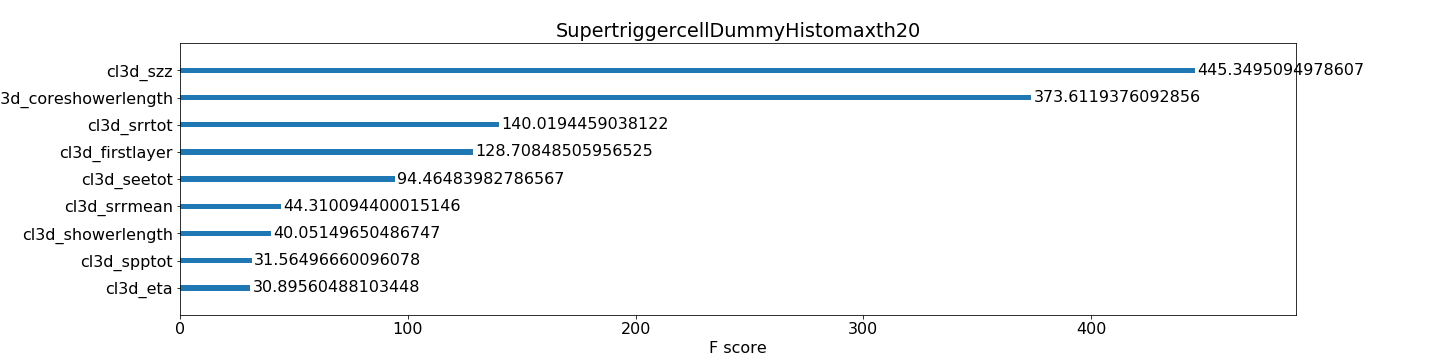 SupertriggercellDummyHistomaxth20
cl3d_szz 445.3495094978607
3d_coreshowerlength 373.6119376092856
cl3d_srrtot 140.0194459038122
cl3d_firstlayer 128.70848505956525
cl3d_seetot 94.46483982786567
cl3d_srrmean 44.310094400015146
cl3d_showerlength 40.05149650486747
cl3d_spptot 31.56496660096078
cl3d_eta 30.89560488103448
0 100 200 300 400
F score